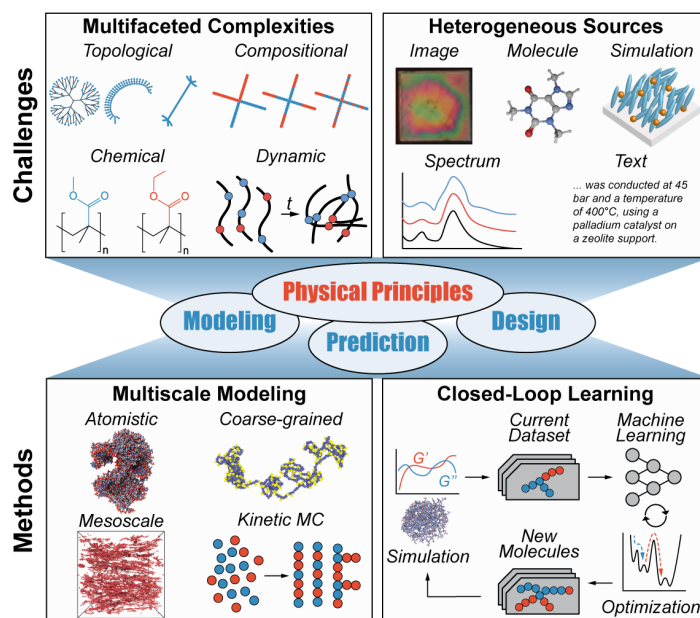 Challenges
Multifaceted Complexities
Topological
Compositional
Chemical
Dynamic
O
O
n
O
O
n
t
Heterogeneous Sources
Image
Molecule
Simulation
Spectrum
Text
... was conducted at 45
bar and a temperature
of 400°C, using a
palladium catalyst on
a zeolite support.
Physical Principles
Modeling
Prediction
Design
Methods
Multiscale Modeling
Atomistic
Coarse-grained
Mesoscale
Kinetic MC
Closed-Loop Learning
Current
Dataset
Machine
Learning
G'
G''
Simulation
New
Molecules
Optimization